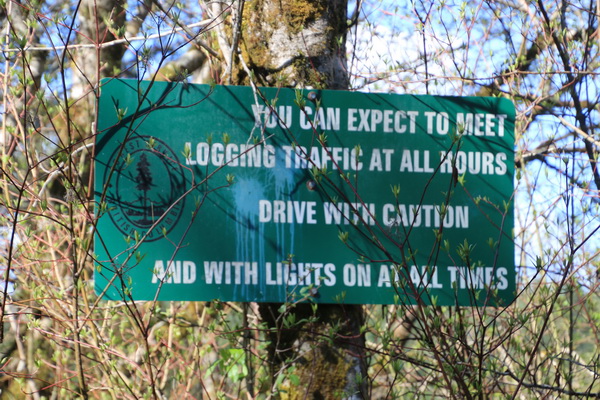 YOU CAN EXPECT TO MEET
LOGGING TRAFFIC AT ALL HOURS
DRIVE WITH CAUTION
AND WITH LIGHTS ON AT ALL TIMES